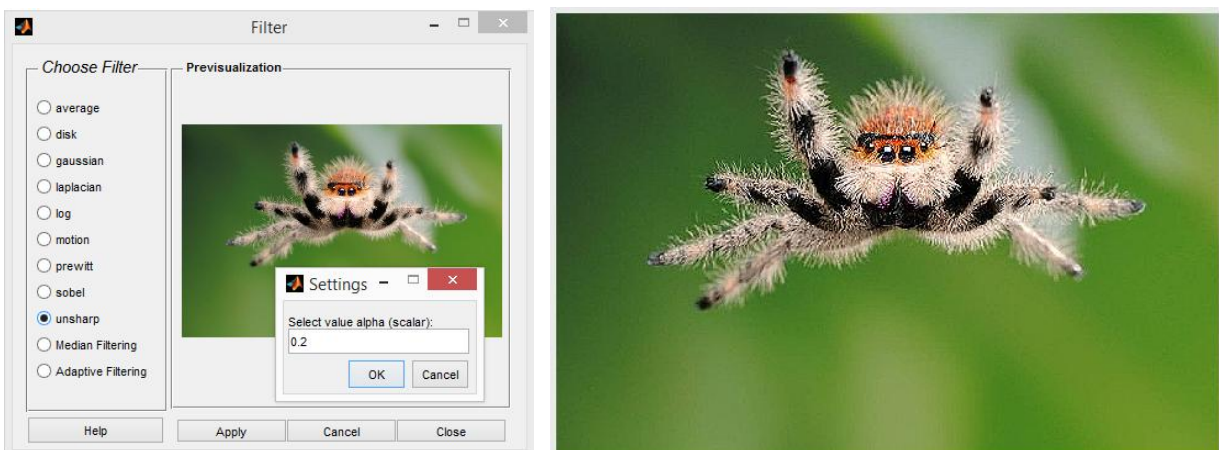 Filter
Choose Filter
average
disk
gaussian
laplacian
log
motion
prewitt
sobel
unsharp
Median Filtering
Adaptive Filtering
Help
Previsualization
Settings
Select value alpha (scalar):
0.2
OK Cancel
Apply Cancel Close